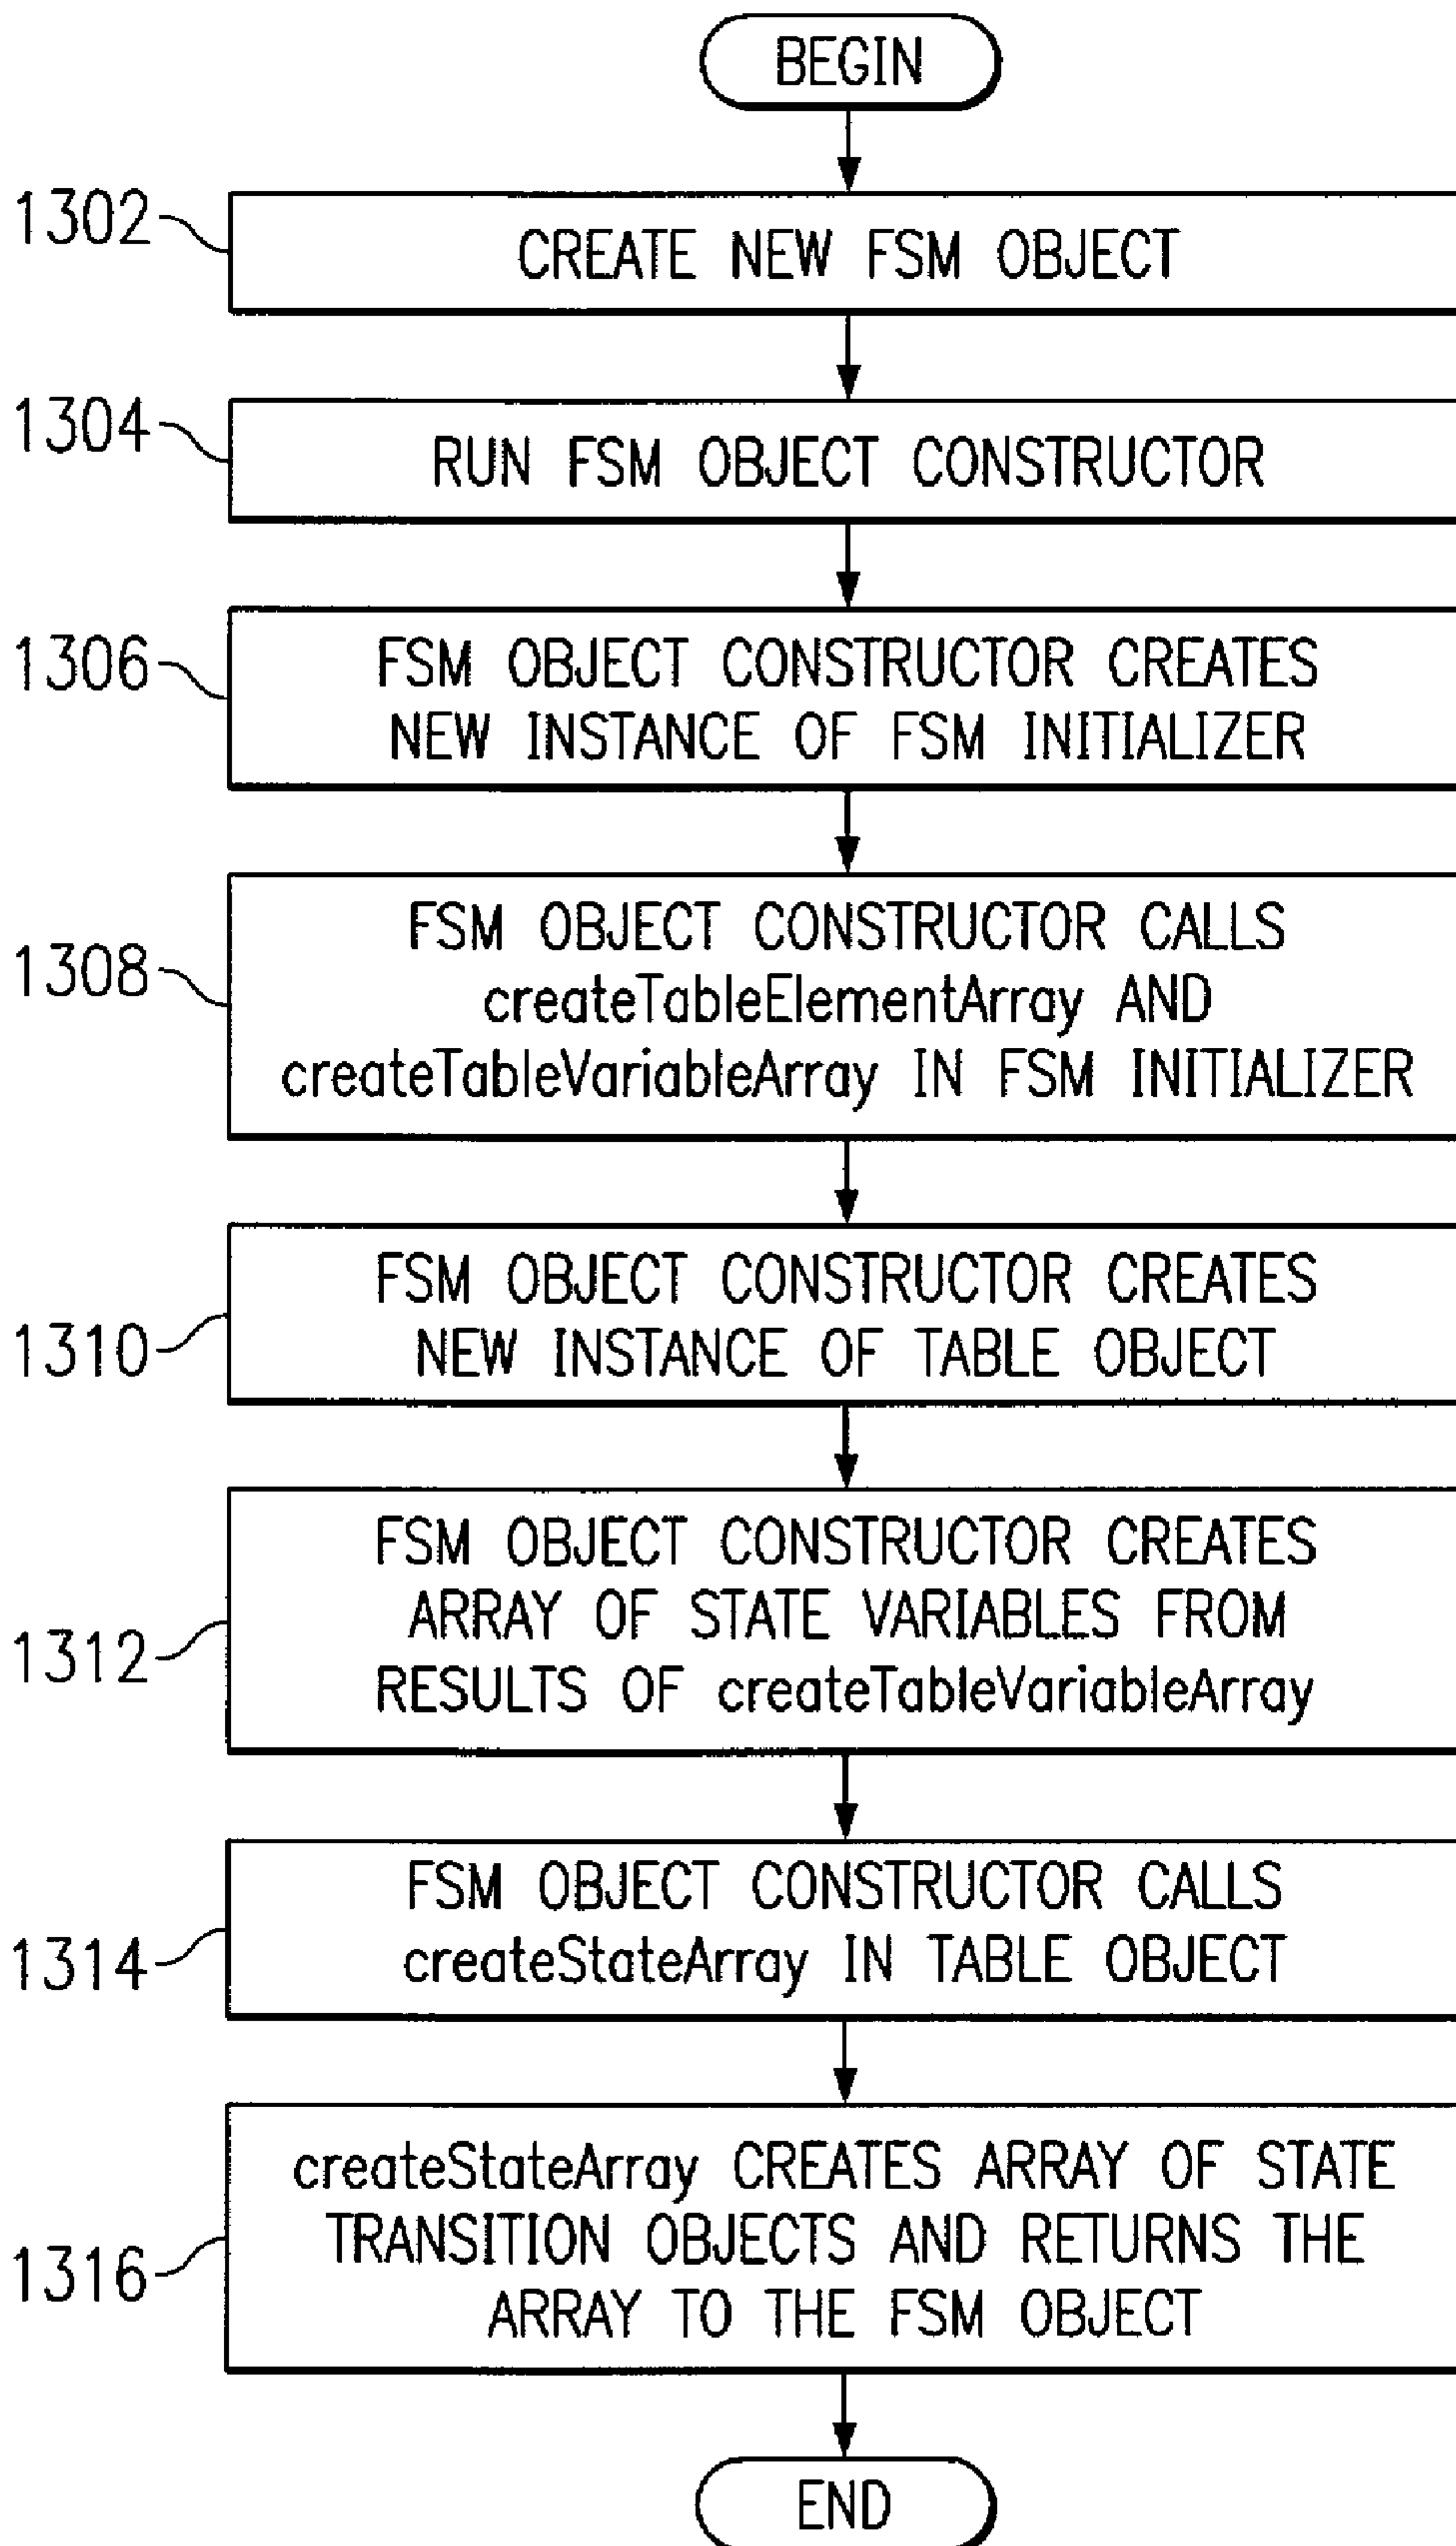 BEGIN
1302
CREATE NEW FSM OBJECT
1304
RUN FSM OBJECT CONSTRUCTOR
1306
FSM OBJECT CONSTRUCTOR CREATES
NEW INSTANCE OF FSM INITIALIZER
1308
FSM OBJECT CONSTRUCTOR CALLS
createTableElementArray AND
createTableVariableArray IN FSM INITIALIZER
1310
FSM OBJECT CONSTRUCTOR CREATES
NEW INSTANCE OF TABLE OBJECT
1312
FSM OBJECT CONSTRUCTOR CREATES
ARRAY OF STATE VARIABLES FROM
RESULTS OF createTableVariableArray
1314
FSM OBJECT CONSTRUCTOR CALLS
createStateArray IN TABLE OBJECT
1316
createStateArray CREATES ARRAY OF STATE
TRANSITION OBJECTS AND RETURNS THE
ARRAY TO THE FSM OBJECT
END